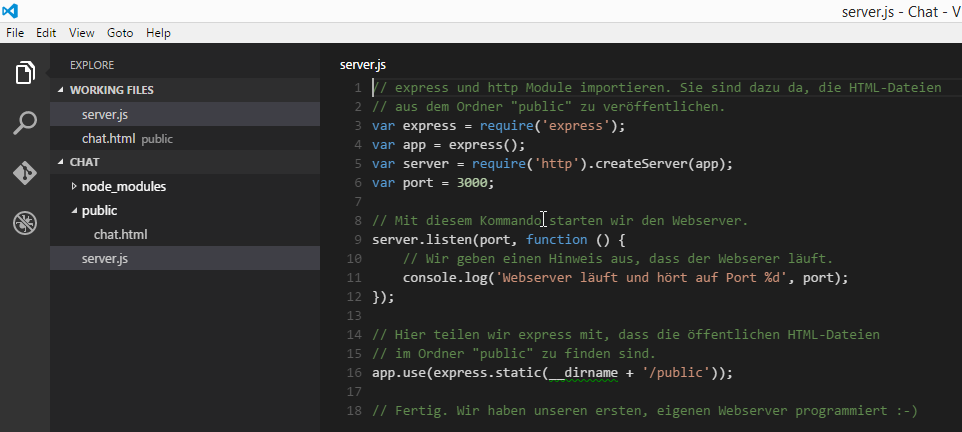 server.js - Chat - V
File Edit View Goto Help
EXPLORE
WORKING FILES
server.js
chat.html public
CHAT
node_modules
public
chat.html
server.js
server.js
1 // express und http Module importieren. Sie sind dazu da, die HTML-Dateien
2 // aus dem Ordner "public" zu veröffentlichen.
3 var express = require('express');
4 var app = express();
5 var server = require('http').createServer(app);
6 var port = 3000;
7
8 // Mit diesem Kommando starten wir den Webserver.
9 server.listen(port, function () {
10     // Wir geben einen Hinweis aus, dass der Webserer läuft.
11     console.log('Webserver läuft und hört auf Port %d', port);
12 });
13
14 // Hier teilen wir express mit, dass die öffentlichen HTML-Dateien
15 // im Ordner "public" zu finden sind.
16 app.use(express.static(__dirname + '/public'));
17
18 // Fertig. Wir haben unseren ersten, eigenen Webserver programmiert :-)